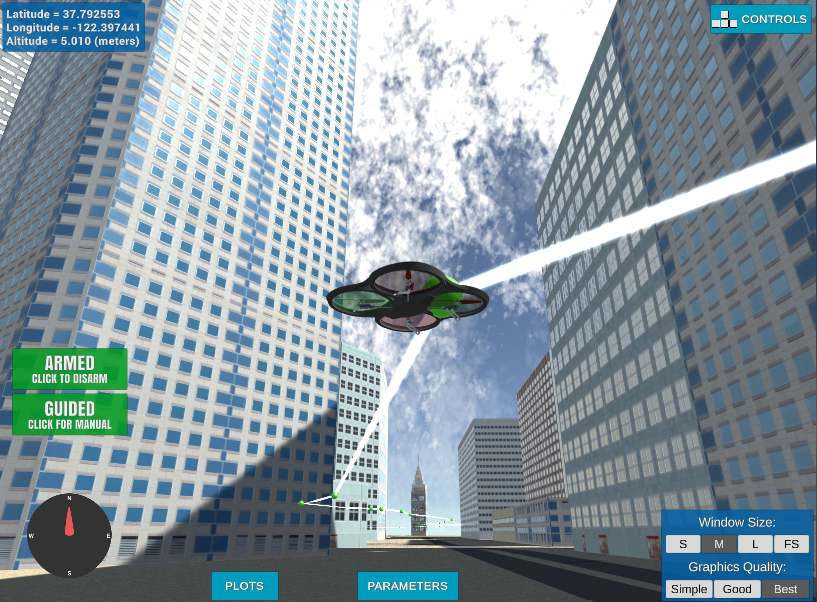 Latitude = 37.792553
Longitude = -122.397441
Altitude = 5.010 (meters)
CONTROLS
ARMED
CLICK TO DISARM
GUIDED
CLICK FOR MANUAL
N
W E
S
PLOTS
PARAMETERS
Window Size:
S M L FS
Graphics Quality:
Simple Good Best